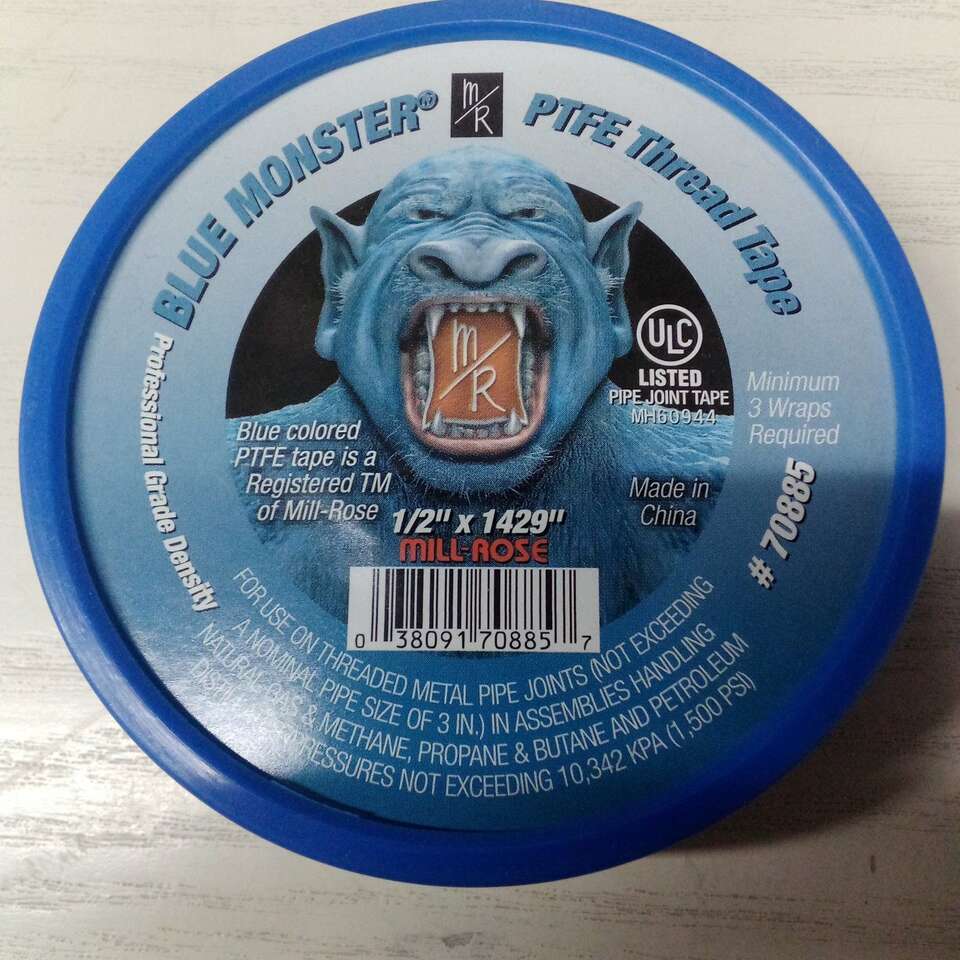 BLUE MONSTER®
m/R
PTFE Thread Tape
Professional Grade Density
m/R
ULC
LISTED
PIPE JOINT TAPE
MH60944
Minimum
3 Wraps
Required
Blue colored
PTFE tape is a
Registered TM
of Mill-Rose
Made in
China
# 70885
1/2" x 1429"
MILL-ROSE
0 38091 70885 7
FOR USE ON THREADED METAL PIPE JOINTS (NOT EXCEEDING
A NOMINAL PIPE SIZE OF 3 IN.) IN ASSEMBLIES HANDLING
NATURAL GAS & METHANE, PROPANE & BUTANE AND PETROLEUM
PRESSURES NOT EXCEEDING 10,342 KPA (1,500 PSI)